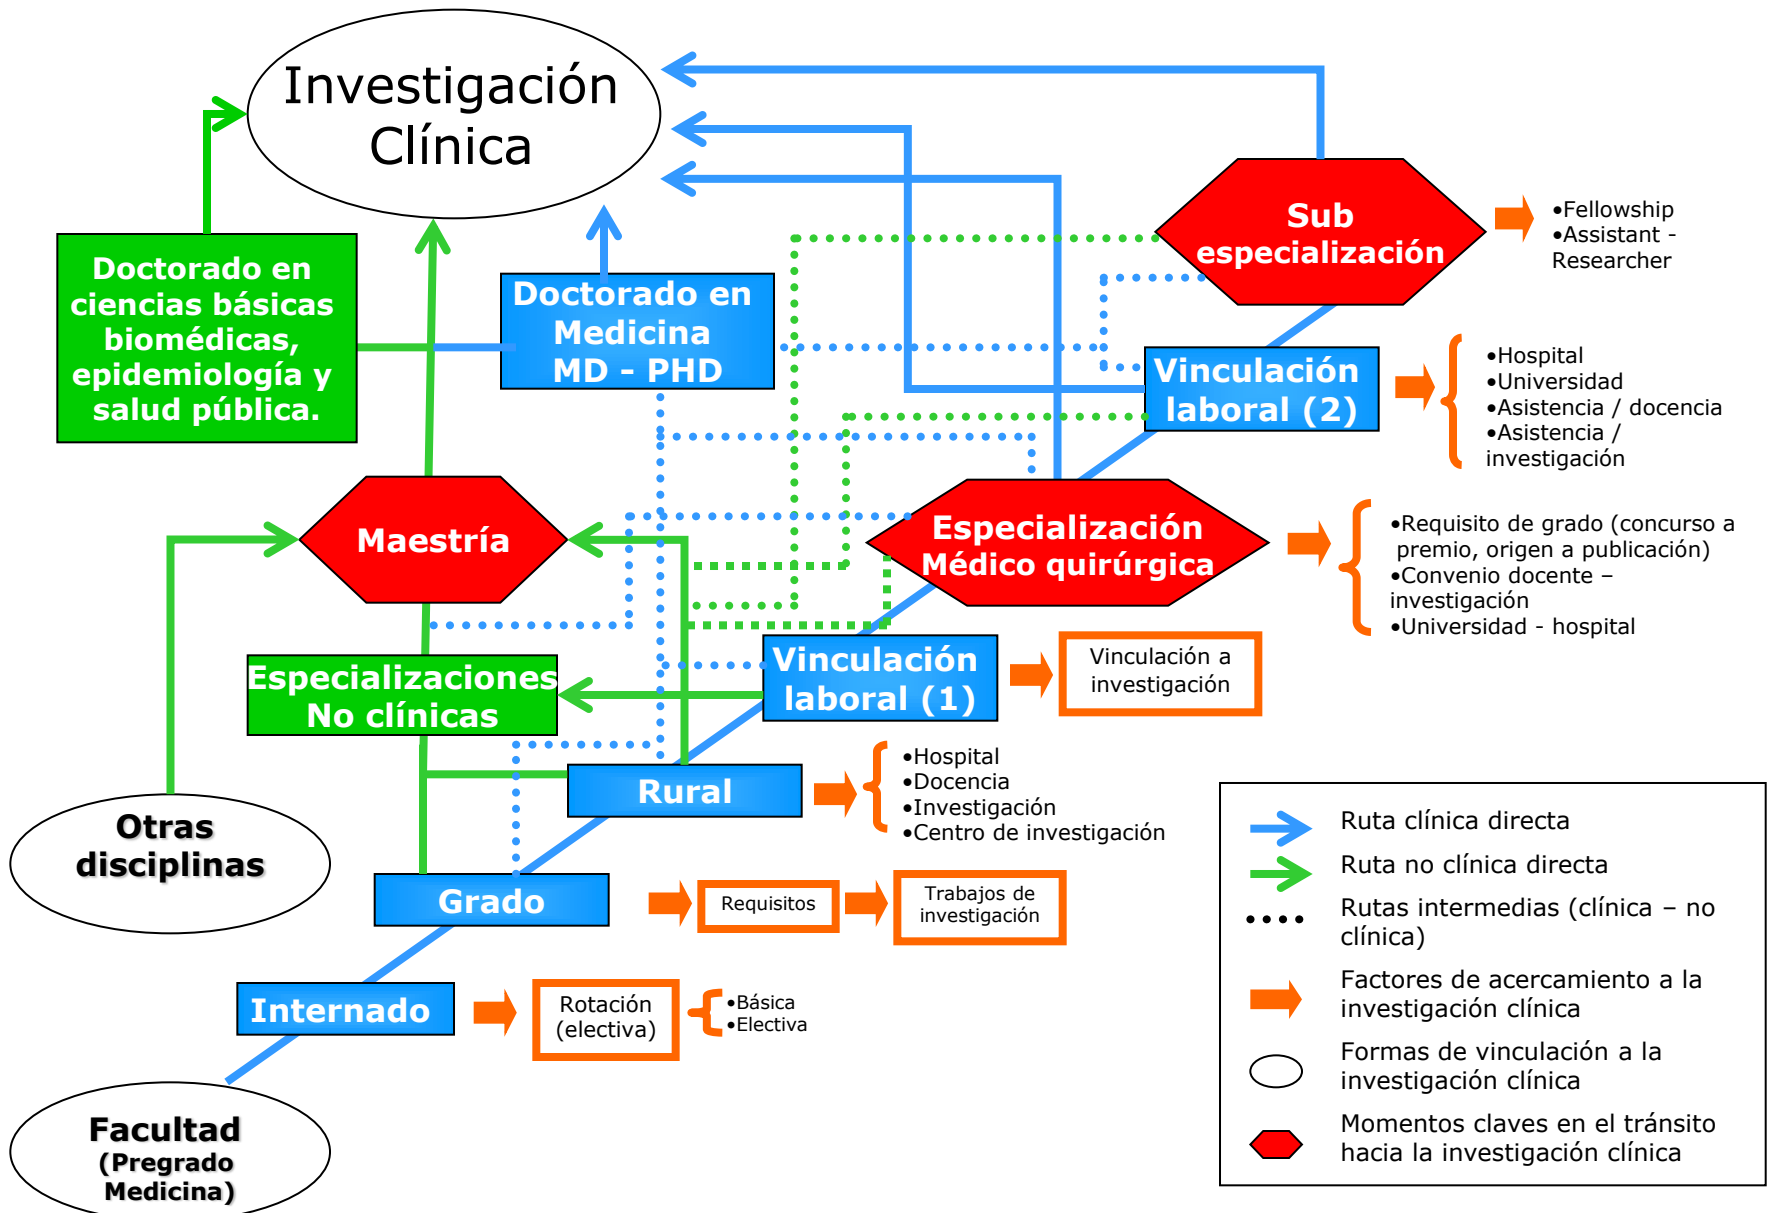 Investigación
Clínica
Doctorado en
ciencias básicas
biomédicas,
epidemiología y
salud pública.
Doctorado en
Medicina
MD – PHD
Sub
especialización
•Fellowship
•Assistant -
Researcher
Vinculación
laboral (2)
•Hospital
•Universidad
•Asistencia / docencia
•Asistencia /
investigación
Maestría
Especialización
Médico quirúrgica
•Requisito de grado (concurso a
premio, origen a publicación)
•Convenio docente –
investigación
•Universidad - hospital
Especializaciones
No clínicas
Vinculación
laboral (1)
Vinculación a
investigación
Rural
•Hospital
•Docencia
•Investigación
•Centro de investigación
Otras
disciplinas
Grado
Requisitos
Trabajos de
investigación
Internado
Rotación
(electiva)
•Básica
•Electiva
Facultad
(Pregrado
Medicina)
Ruta clínica directa
Ruta no clínica directa
Rutas intermedias (clínica – no
clínica)
Factores de acercamiento a la
investigación clínica
Formas de vinculación a la
investigación clínica
Momentos claves en el tránsito
hacia la investigación clínica